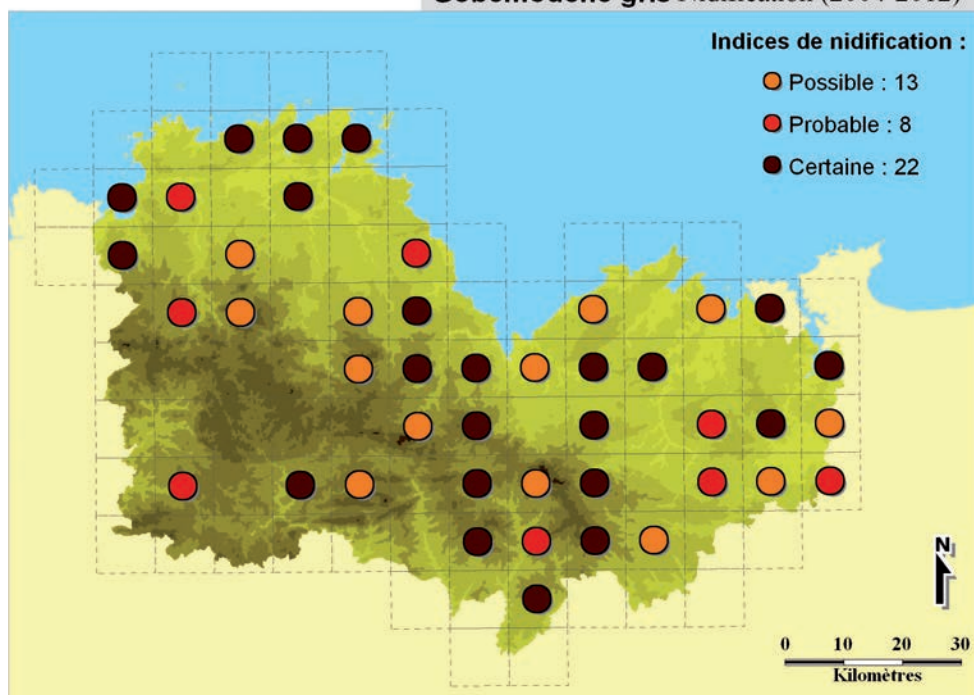 Indices de nidification :
Possible : 13
Probable : 8
Certaine : 22
N
0 10 20 30
Kilomètres